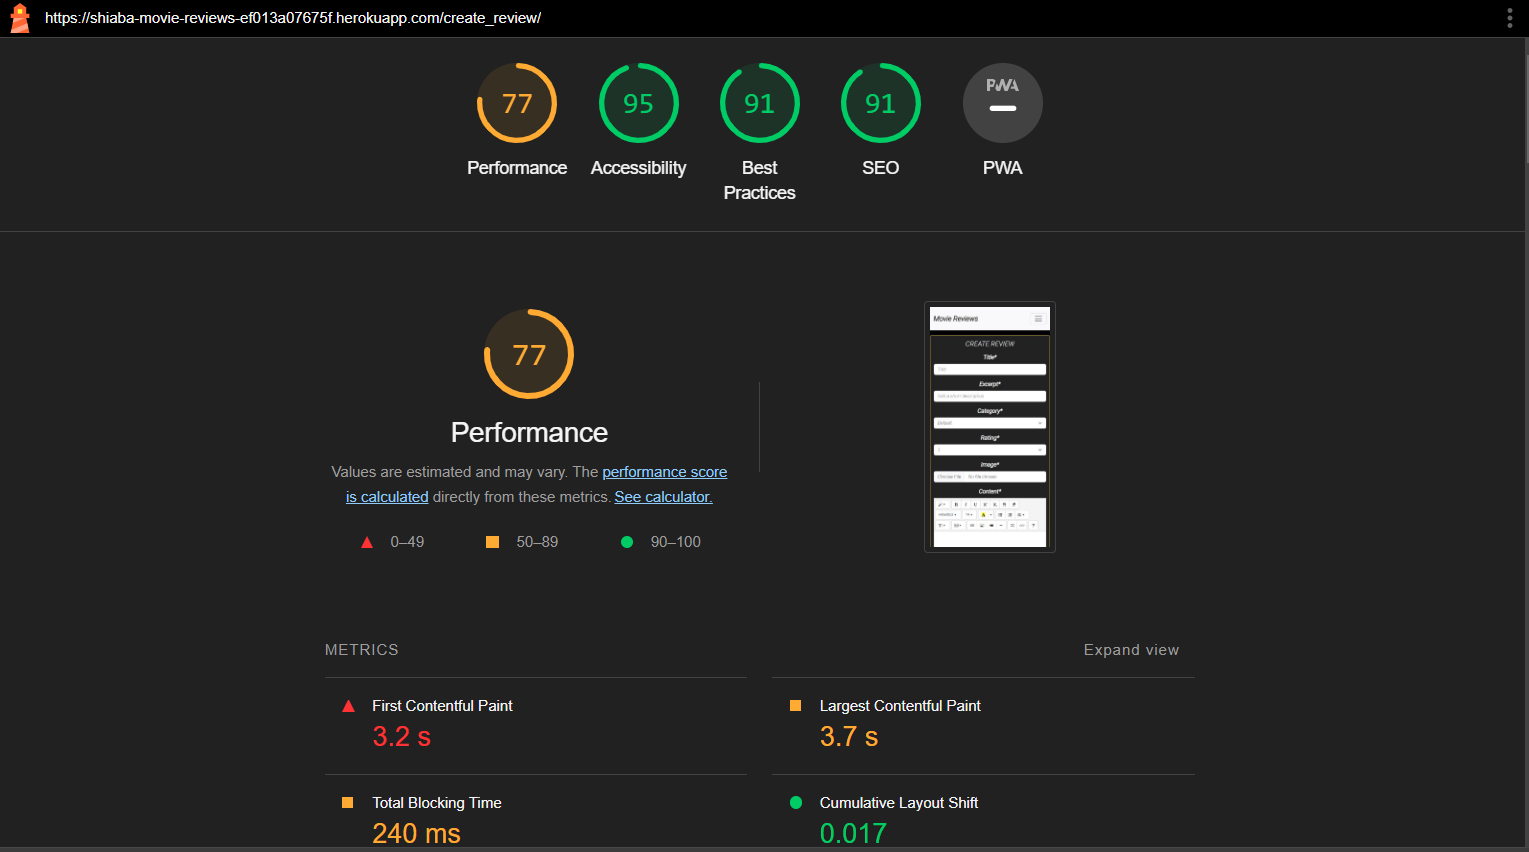 https://shiaba-movie-reviews-ef013a07675f.herokuapp.com/create_review/
77
95
91
91
PWA
Performance
Accessibility
Best
Practices
SEO
PWA
77
Performance
Values are estimated and may vary. The performance score
is calculated directly from these metrics. See calculator.
0–49
50–89
90–100
Movie Reviews
CREATE REVIEW
Title*
Excerpt*
Category*
Rating*
Image*
Content*
METRICS
Expand view
First Contentful Paint
3.2 s
Largest Contentful Paint
3.7 s
Total Blocking Time
240 ms
Cumulative Layout Shift
0.017